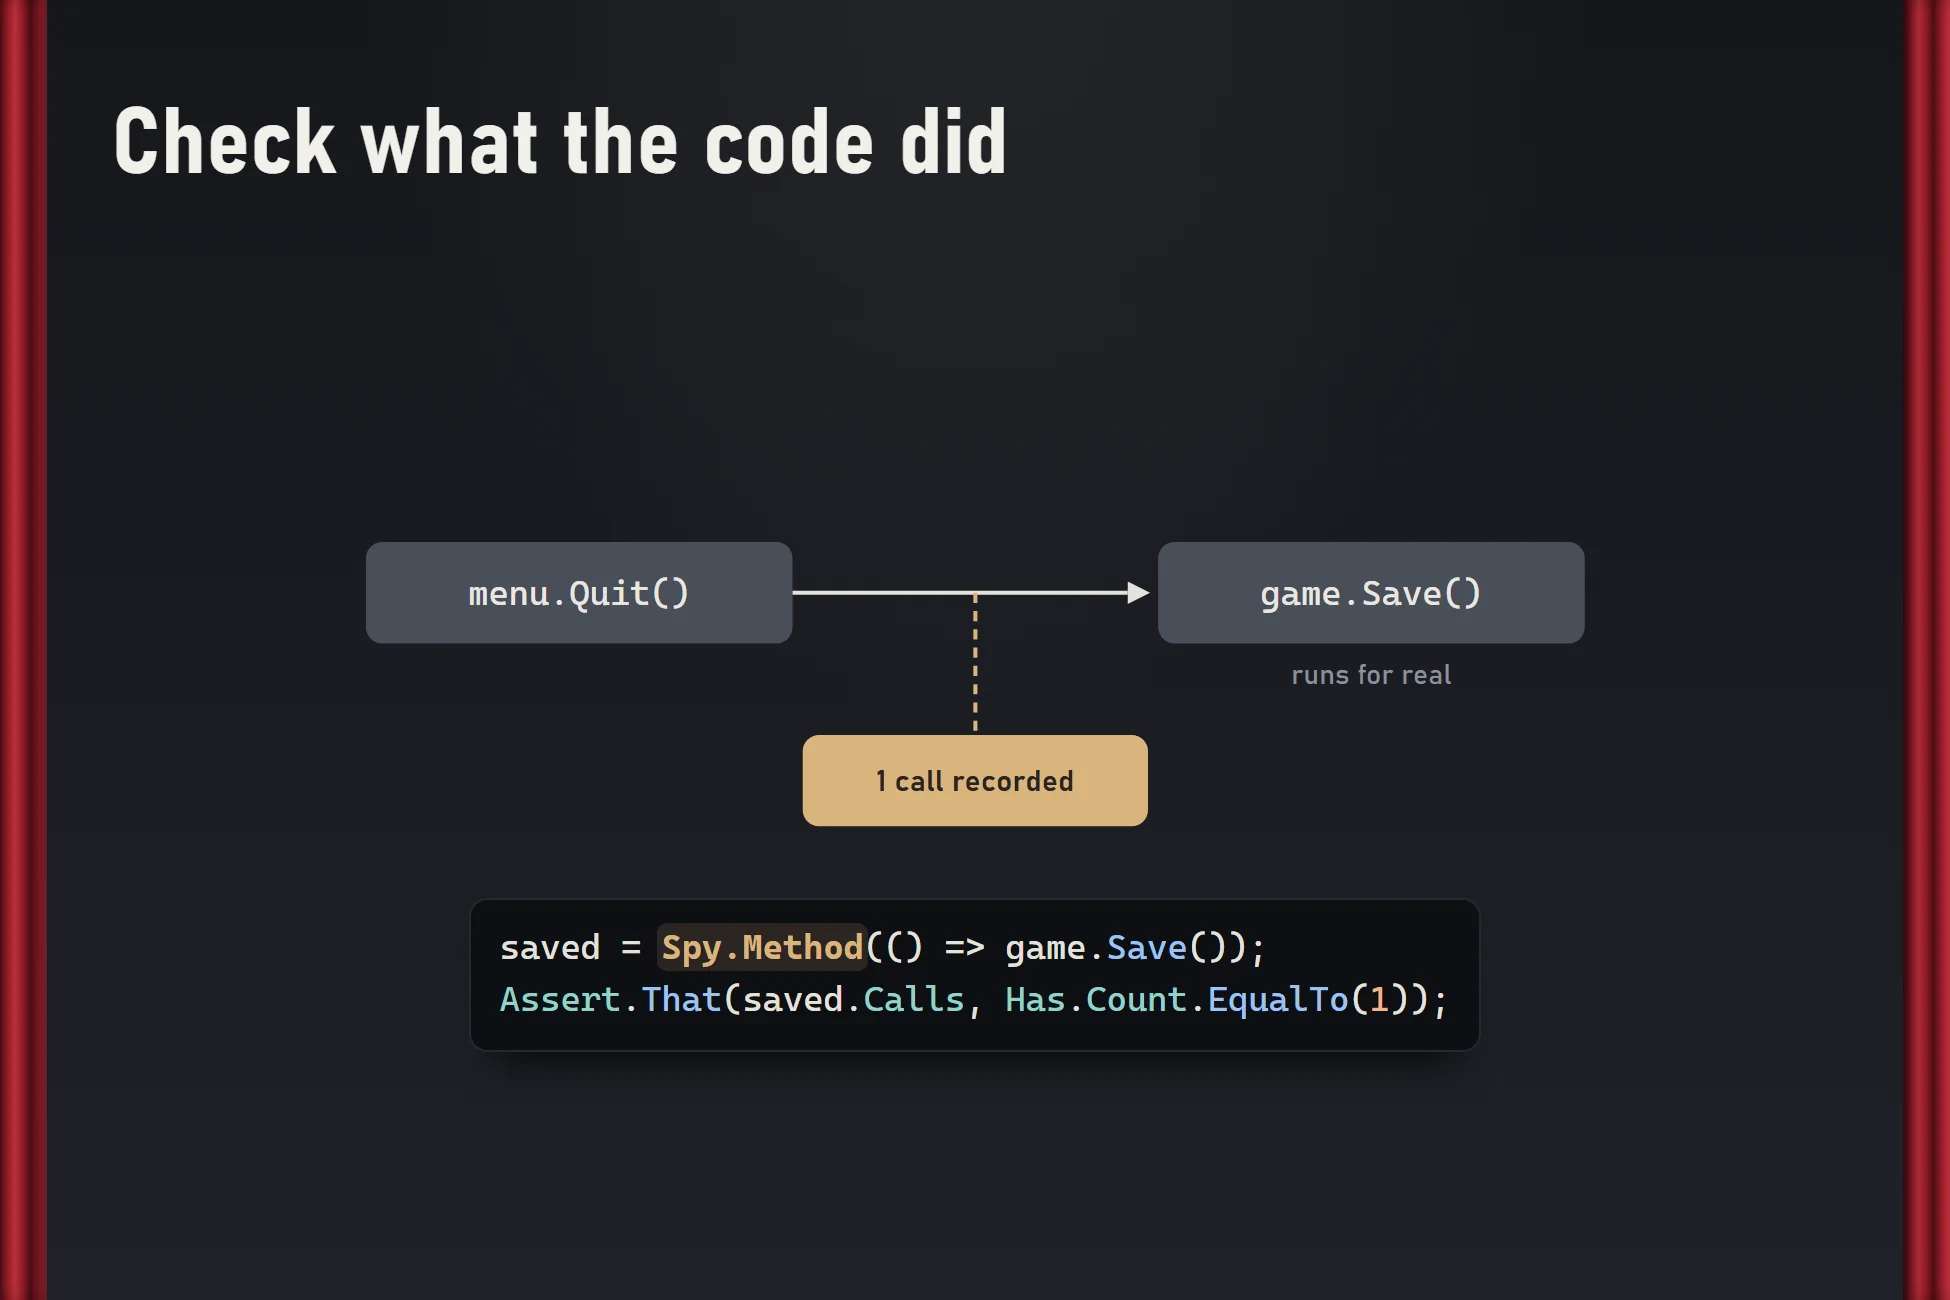 Check what the code did
menu.Quit()
game.Save()
runs for real
1 call recorded
saved = Spy.Method(() => game.Save());
Assert.That(saved.Calls, Has.Count.EqualTo(1));